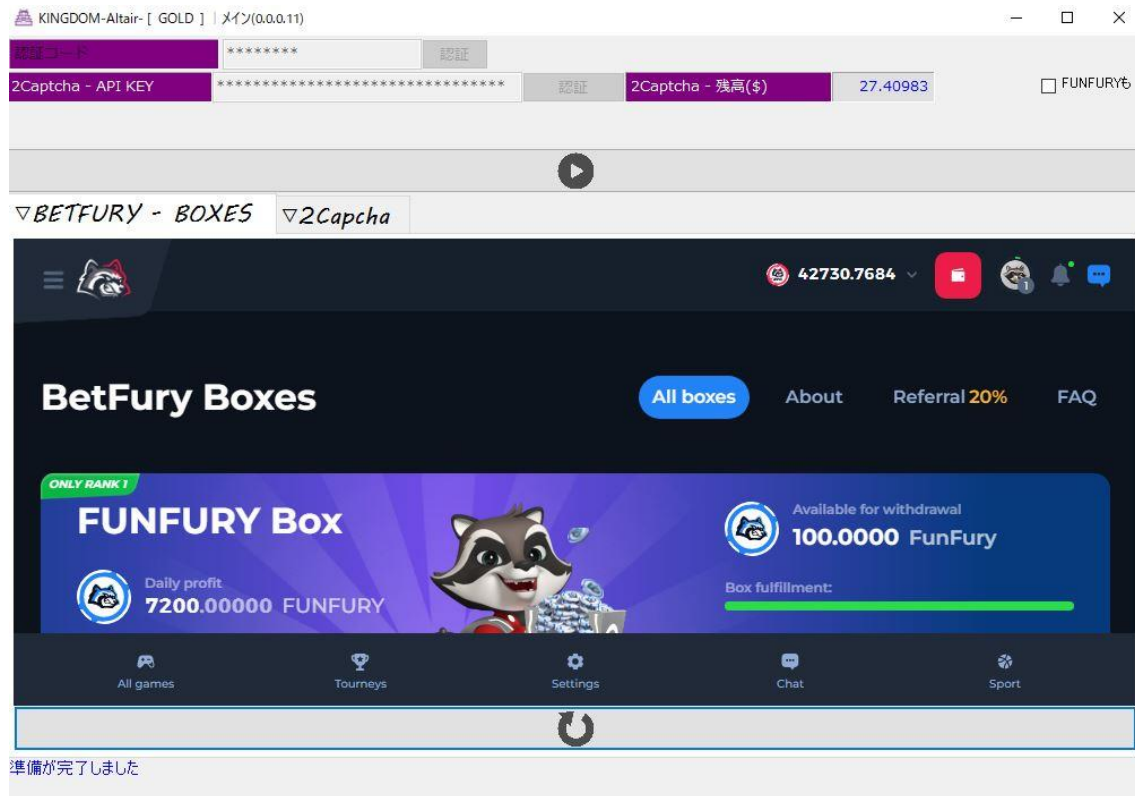 KINGDOM-Altair- [ GOLD ] | メイン(0.0.0.11)
認証コード ******** 認証
2Captcha - API KEY ******************************** 認証 2Captcha - 残高($) 27.40983 FUNFURYも
▽BETFURY - BOXES ▽2Capcha
42730.7684
1
BetFury Boxes All boxes About Referral 20% FAQ
ONLY RANK 1
FUNFURY Box
Available for withdrawal
100.0000 FunFury
Daily profit
7200.00000 FUNFURY
Box fulfillment:
All games Tourneys Settings Chat Sport
準備が完了しました